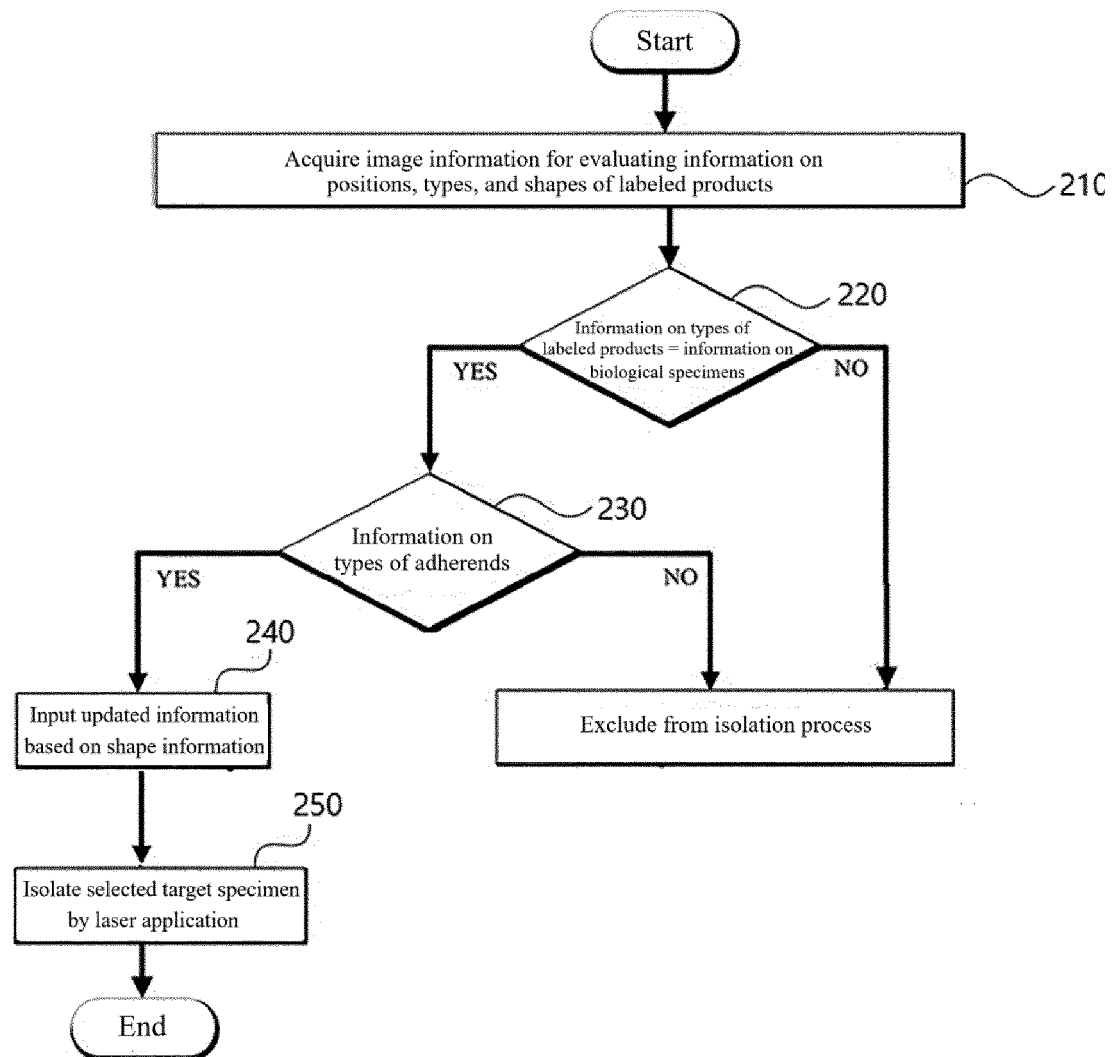 Start
Acquire image information for evaluating information on
positions, types, and shapes of labeled products
210
220
Information on types of
labeled products = information on
biological specimens
YES
NO
230
Information on
types of adherends
YES
NO
240
Input updated information
based on shape information
Exclude from isolation process
250
Isolate selected target specimen
by laser application
End